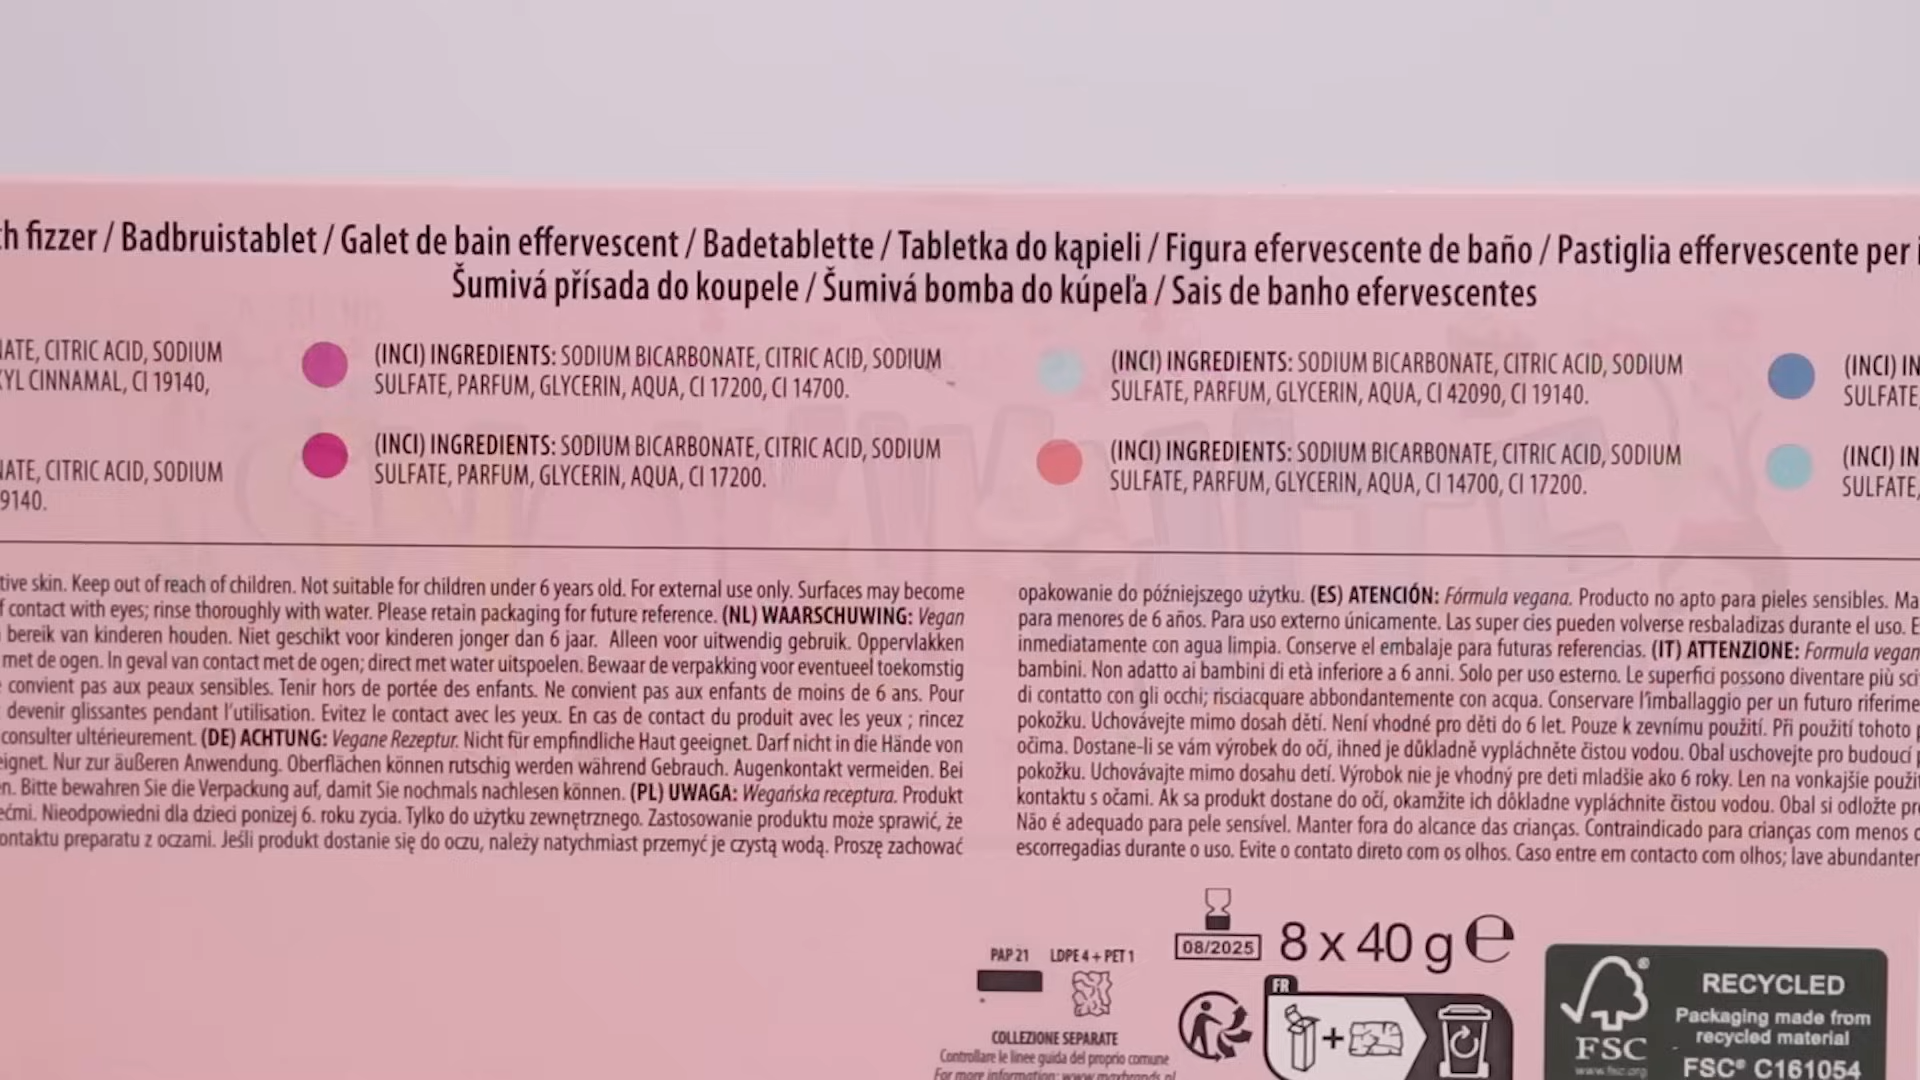 h fizzer / Badbruistablet / Galet de bain effervescent / Badetablette / Tabletka do kąpieli / Figura efervescente de baño / Pastiglia effervescente per i
Šumivá přísada do koupele / Šumivá bomba do kúpeľa / Sais de banho efervescentes
ATE, CITRIC ACID, SODIUM
YL CINNAMAL, CI 19140,
(INCI) INGREDIENTS: SODIUM BICARBONATE, CITRIC ACID, SODIUM
SULFATE, PARFUM, GLYCERIN, AQUA, CI 17200, CI 14700.
(INCI) INGREDIENTS: SODIUM BICARBONATE, CITRIC ACID, SODIUM
SULFATE, PARFUM, GLYCERIN, AQUA, CI 42090, CI 19140.
(INCI) IN
SULFATE,
ATE, CITRIC ACID, SODIUM
9140.
(INCI) INGREDIENTS: SODIUM BICARBONATE, CITRIC ACID, SODIUM
SULFATE, PARFUM, GLYCERIN, AQUA, CI 17200.
(INCI) INGREDIENTS: SODIUM BICARBONATE, CITRIC ACID, SODIUM
SULFATE, PARFUM, GLYCERIN, AQUA, CI 14700, CI 17200.
(INCI) IN
SULFATE,
tive skin. Keep out of reach of children. Not suitable for children under 6 years old. For external use only. Surfaces may become
f contact with eyes; rinse thoroughly with water. Please retain packaging for future reference. (NL) WAARSCHUWING: Vegan
bereik van kinderen houden. Niet geschikt voor kinderen jonger dan 6 jaar. Alleen voor uitwendig gebruik. Oppervlakken
met de ogen. In geval van contact met de ogen; direct met water uitspoelen. Bewaar de verpakking voor eventueel toekomstig
convient pas aux peaux sensibles. Tenir hors de portée des enfants. Ne convient pas aux enfants de moins de 6 ans. Pour
devenir glissantes pendant l'utilisation. Evitez le contact avec les yeux. En cas de contact du produit avec les yeux ; rincez
consulter ultérieurement. (DE) ACHTUNG: Vegane Rezeptur. Nicht für empfindliche Haut geeignet. Darf nicht in die Hände von
eignet. Nur zur äußeren Anwendung. Oberflächen können rutschig werden während Gebrauch. Augenkontakt vermeiden. Bei
en. Bitte bewahren Sie die Verpackung auf, damit Sie nochmals nachlesen können. (PL) UWAGA: Wegańska receptura. Produkt
ećmi. Nieodpowiedni dla dzieci ponizej 6. roku zycia. Tylko do użytku zewnętrznego. Zastosowanie produktu może sprawić, że
ontaktu preparatu z oczami. Jeśli produkt dostanie się do oczu, należy natychmiast przemyć je czystą wodą. Proszę zachować
opakowanie do późniejszego użytku. (ES) ATENCIÓN: Fórmula vegana. Producto no apto para pieles sensibles. Ma
para menores de 6 años. Para uso externo únicamente. Las super cies pueden volverse resbaladizas durante el uso. E
inmediatamente con agua limpia. Conserve el embalaje para futuras referencias. (IT) ATTENZIONE: Formula vegan
bambini. Non adatto ai bambini di età inferiore a 6 anni. Solo per uso esterno. Le superfici possono diventare più sci
di contatto con gli occhi; risciacquare abbondantemente con acqua. Conservare l'imballaggio per un futuro riferime
pokožku. Uchovávejte mimo dosah dětí. Není vhodné pro děti do 6 let. Pouze k zevnímu použití. Při použití tohoto p
očima. Dostane-li se vám výrobek do očí, ihned je důkladně vypláchněte čistou vodou. Obal uschovejte pro budoucí p
pokožku. Uchovávajte mimo dosahu detí. Výrobok nie je vhodný pre deti mladšie ako 6 roky. Len na vonkajšie použit
kontaktu s očami. Ak sa produkt dostane do očí, okamžite ich dôkladne vypláchnite čistou vodou. Obal si odložte pr
Não é adequado para pele sensível. Manter fora do alcance das crianças. Contraindicado para crianças com menos d
escorregadias durante o uso. Evite o contato direto com os olhos. Caso entre em contacto com olhos; lave abundanter
PAP 21 LDPE 4 + PET 1
08/2025
8 x 40 g e
FR
COLLEZIONE SEPARATE
Controllare le linee guida del proprio comune
For more information: www.maxbrands.nl
FSC
www.fsc.org
RECYCLED
Packaging made from
recycled material
FSC® C161054